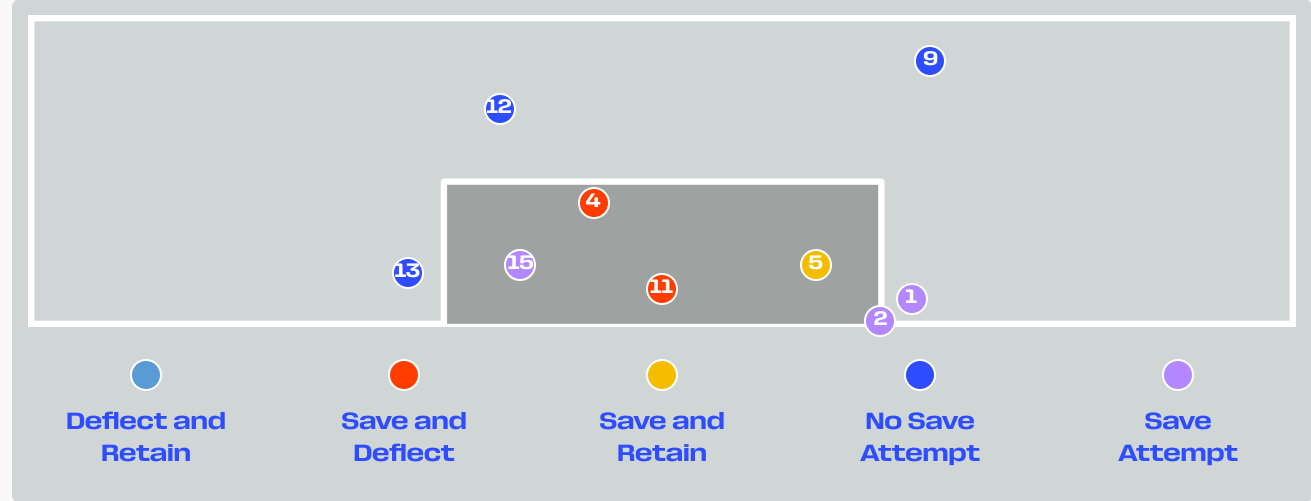 9
12
4
15
5
13
11
1
2
Deflect and Retain
Save and Deflect
Save and Retain
No Save Attempt
Save Attempt